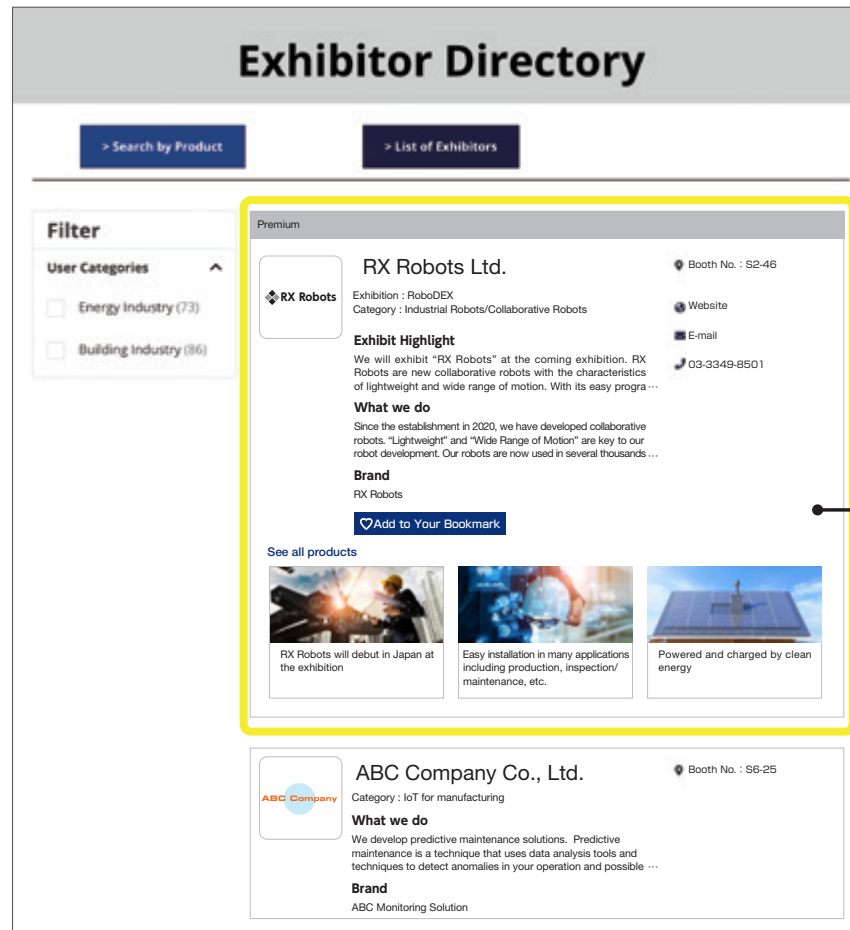 Exhibitor Directory
> Search by Product
> List of Exhibitors
Filter
User Categories
Energy Industry (73)
Building Industry (86)
Premium
RX Robots
RX Robots Ltd.
Exhibition : RoboDEX
Category : Industrial Robots/Collaborative Robots
Exhibit Highlight
We will exhibit “RX Robots” at the coming exhibition. RX
Robots are new collaborative robots with the characteristics
of lightweight and wide range of motion. With its easy progra…
What we do
Since the establishment in 2020, we have developed collaborative
robots. “Lightweight” and “Wide Range of Motion” are key to our
robot development. Our robots are now used in several thousands…
Brand
RX Robots
Add to Your Bookmark
Booth No. : S2-46
Website
E-mail
03-3349-8501
See all products
RX Robots will debut in Japan at
the exhibition
Easy installation in many applications
including production, inspection/
maintenance, etc.
Powered and charged by clean
energy
ABC Company
ABC Company Co., Ltd.
Category : IoT for manufacturing
What we do
We develop predictive maintenance solutions. Predictive
maintenance is a technique that uses data analysis tools and
techniques to detect anomalies in your operation and possible …
Brand
ABC Monitoring Solution
Booth No. : S6-25